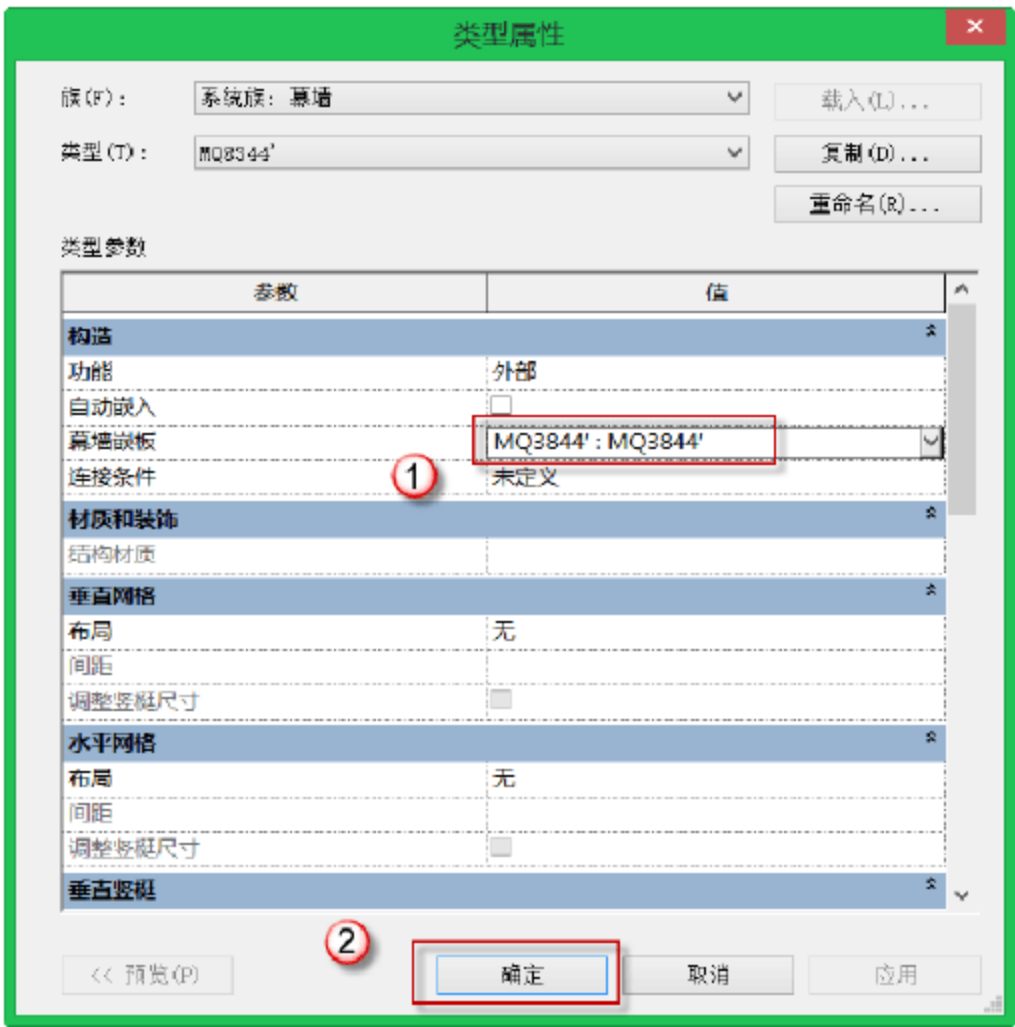 类型属性
族(F): 系统族: 幕墙 载入(L)...
类型(T): MQ8344' 复制(D)...
重命名(R)...
类型参数
参数 值
构造
功能 外部
自动嵌入
幕墙嵌板 MQ3844' : MQ3844'
1
连接条件 未定义
材质和装饰
结构材质
垂直网格
布局 无
间距
调整竖梃尺寸
水平网格
布局 无
间距
调整竖梃尺寸
垂直竖梃
2
<< 预览(P) 确定 取消 应用